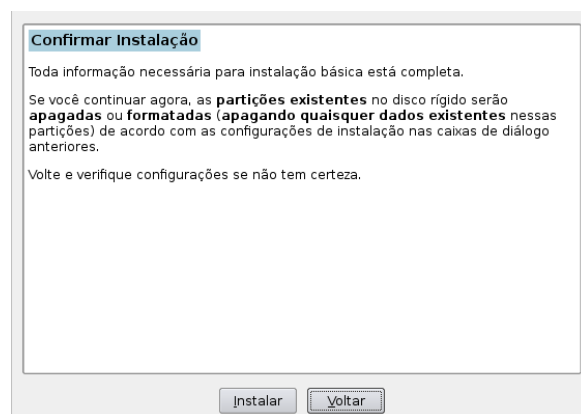 Confirmar Instalação
Toda informação necessária para instalação básica está completa.
Se você continuar agora, as partições existentes no disco rígido serão
apagadas ou formatadas (apagando quaisquer dados existentes nessas
partições) de acordo com as configurações de instalação nas caixas de diálogo
anteriores.
Volte e verifique configurações se não tem certeza.
Instalar
Voltar